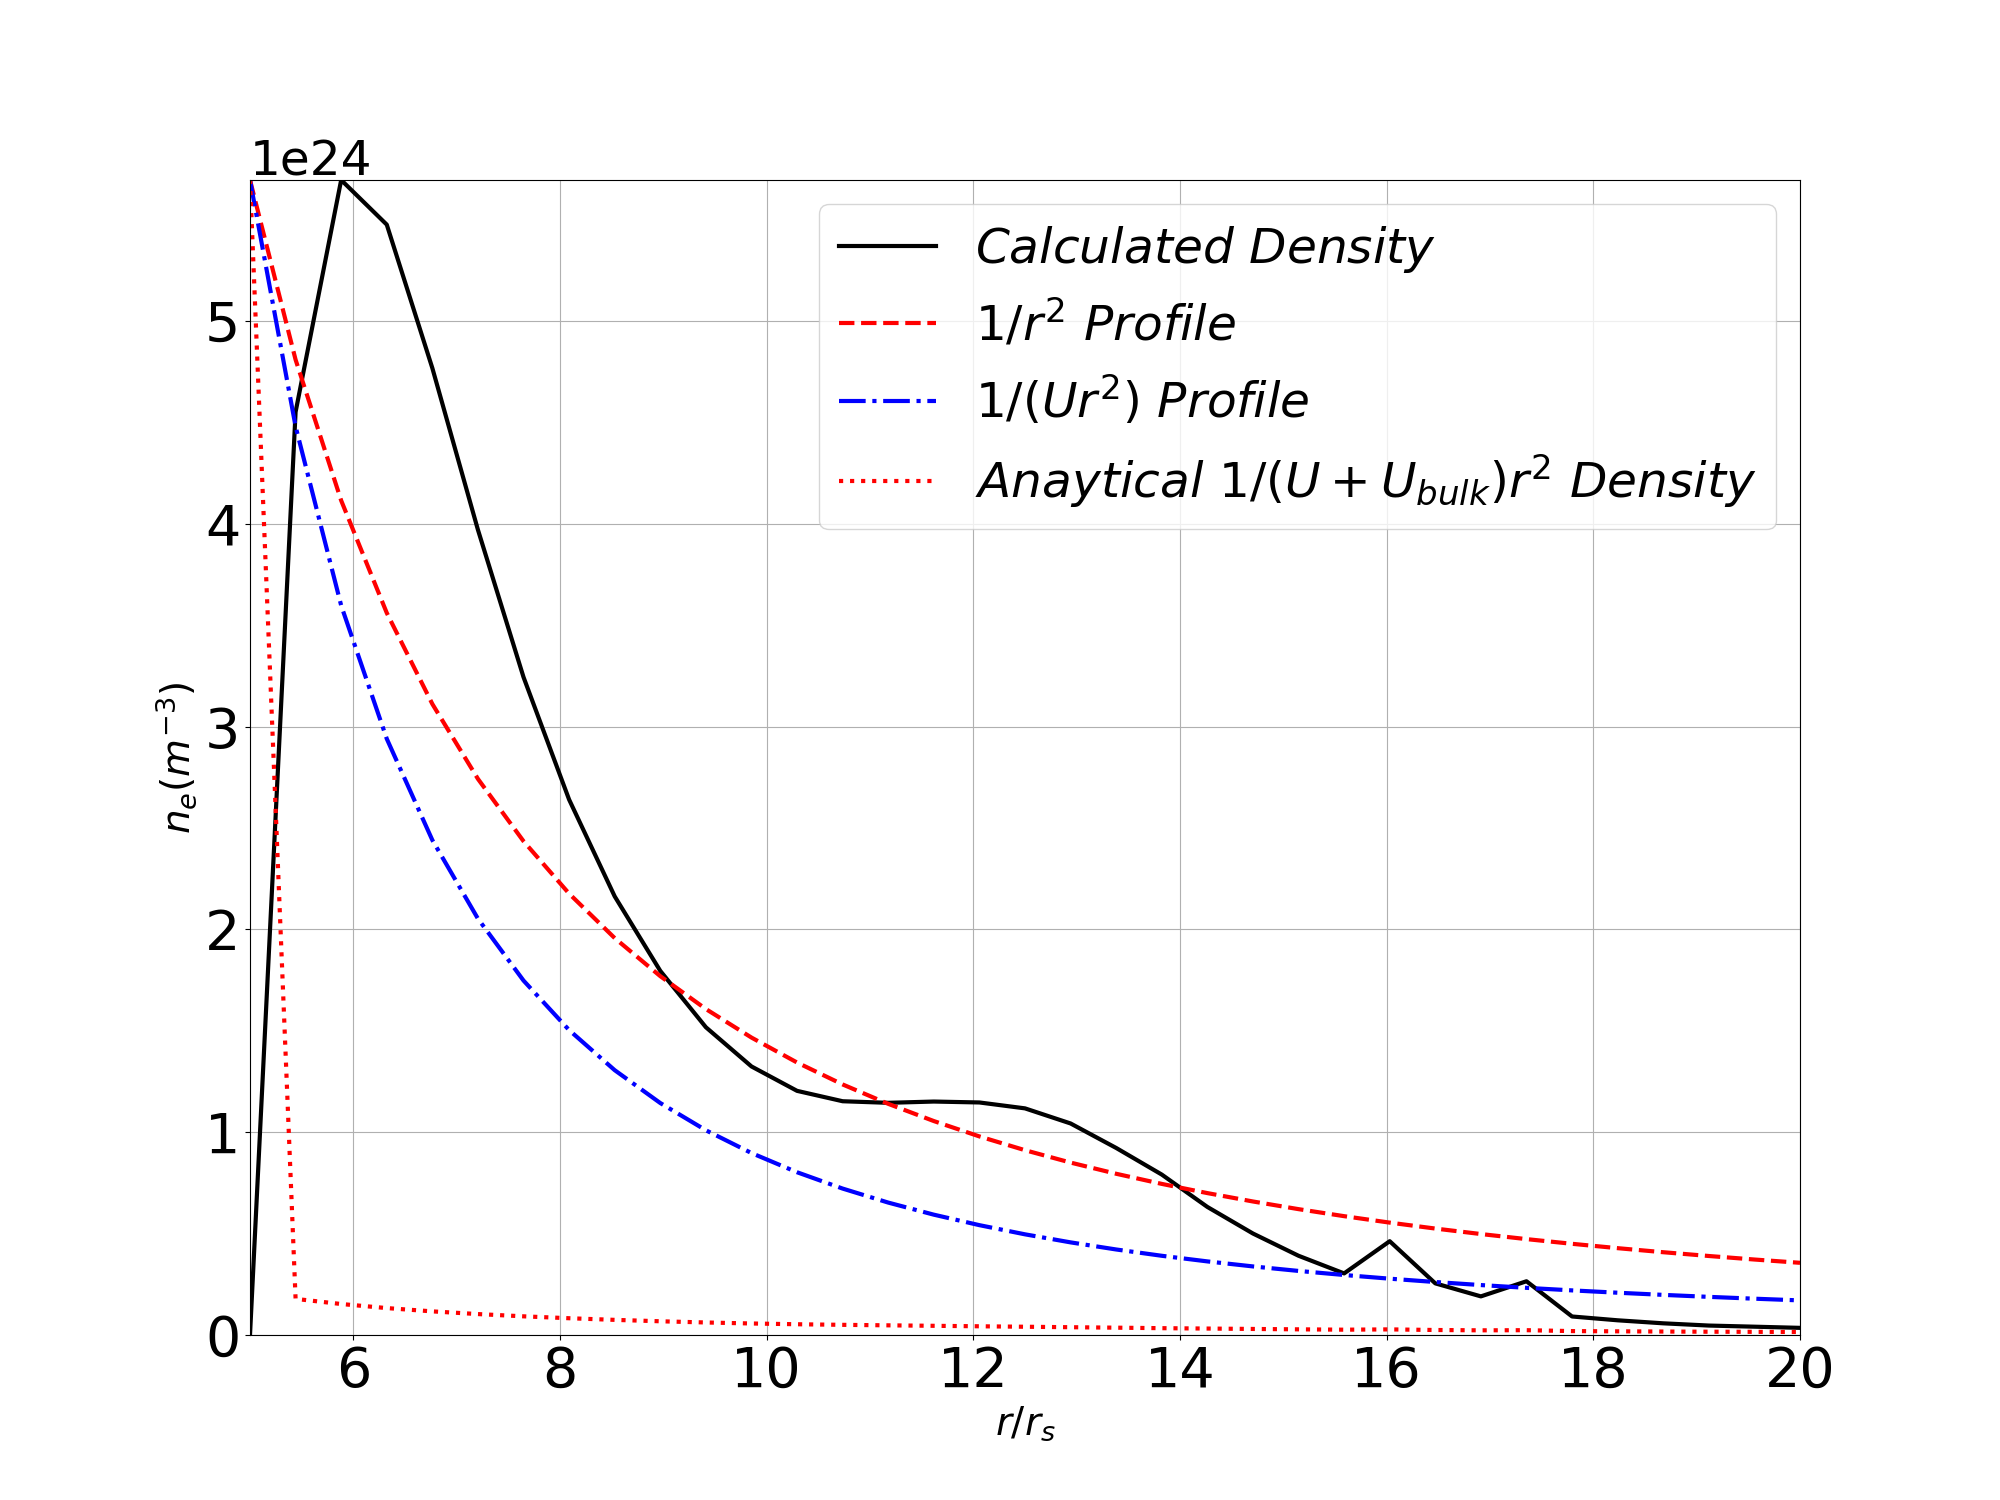 1e24
Calculated Density
1/r² Profile
1/(Ur²) Profile
Anaytical 1/(U + U_bulk)r² Density
5
4
3
2
1
0
n_e(m⁻³)
6 8 10 12 14 16 18 20
r/r_s